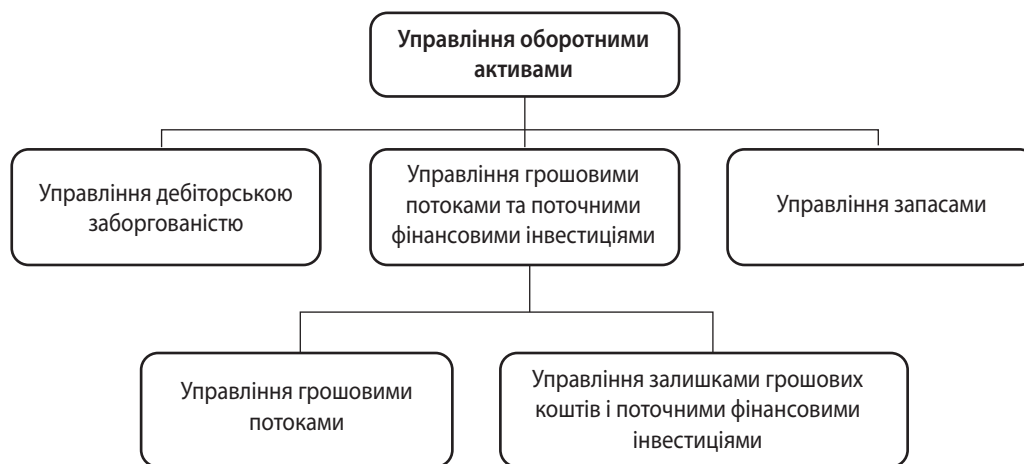 Управління оборотними
активами
Управління дебіторською
заборгованістю
Управління грошовими
потоками та поточними
фінансовими інвестиціями
Управління запасами
Управління грошовими
потоками
Управління залишками грошових
коштів і поточними фінансовими
інвестиціями